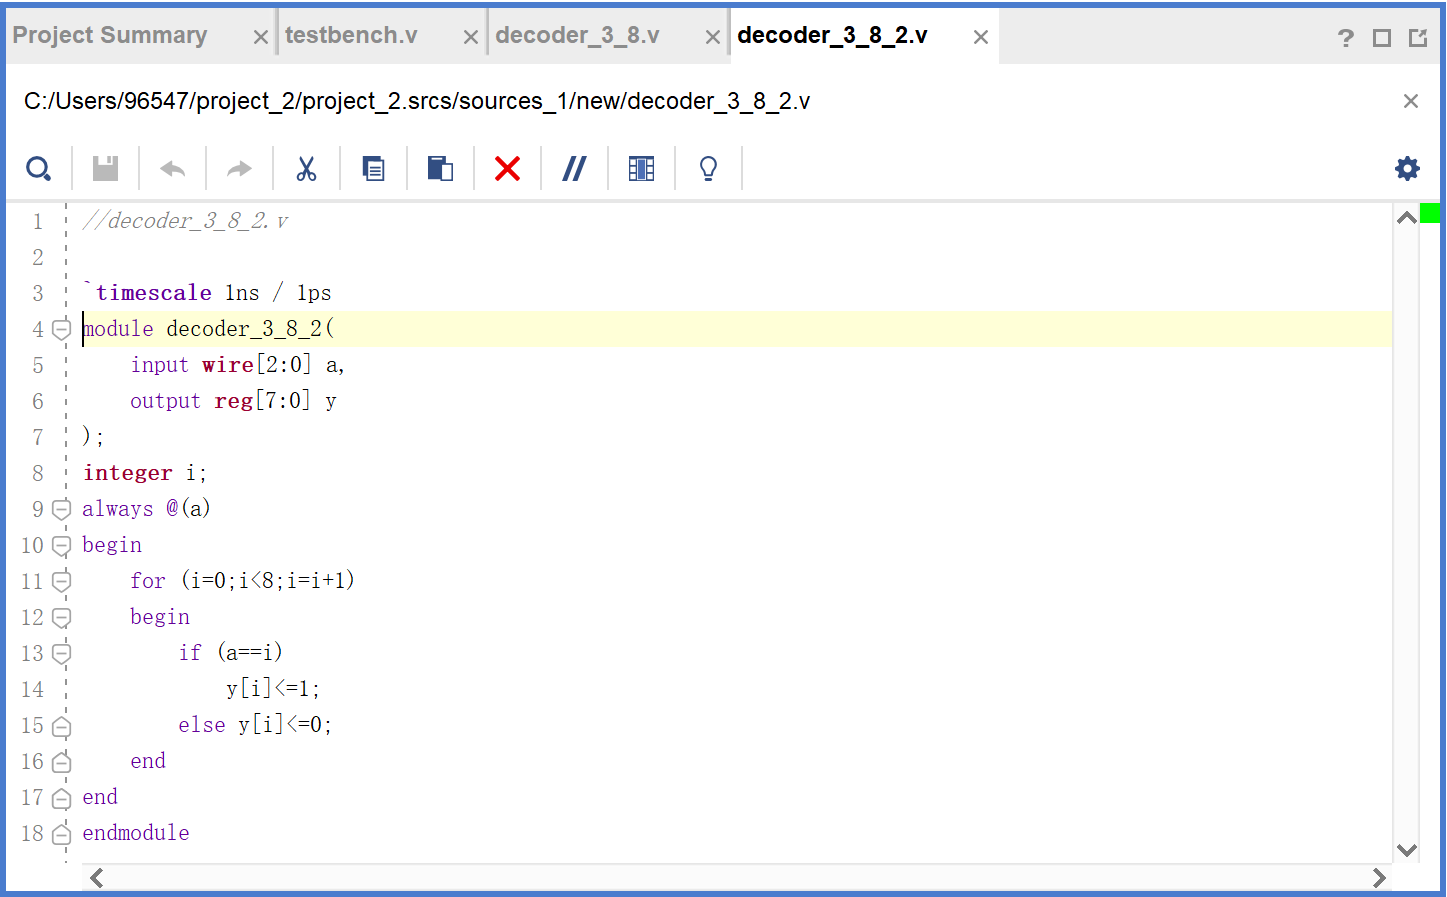 Project Summary × testbench.v × decoder_3_8.v × decoder_3_8_2.v ×
C:/Users/96547/project_2/project_2.srcs/sources_1/new/decoder_3_8_2.v
1 //decoder_3_8_2.v
2
3 `timescale 1ns / 1ps
4 module decoder_3_8_2(
5     input wire[2:0] a,
6     output reg[7:0] y
7 );
8 integer i;
9 always @(a)
10 begin
11     for (i=0;i<8;i=i+1)
12     begin
13         if (a==i)
14             y[i]<=1;
15         else y[i]<=0;
16     end
17 end
18 endmodule